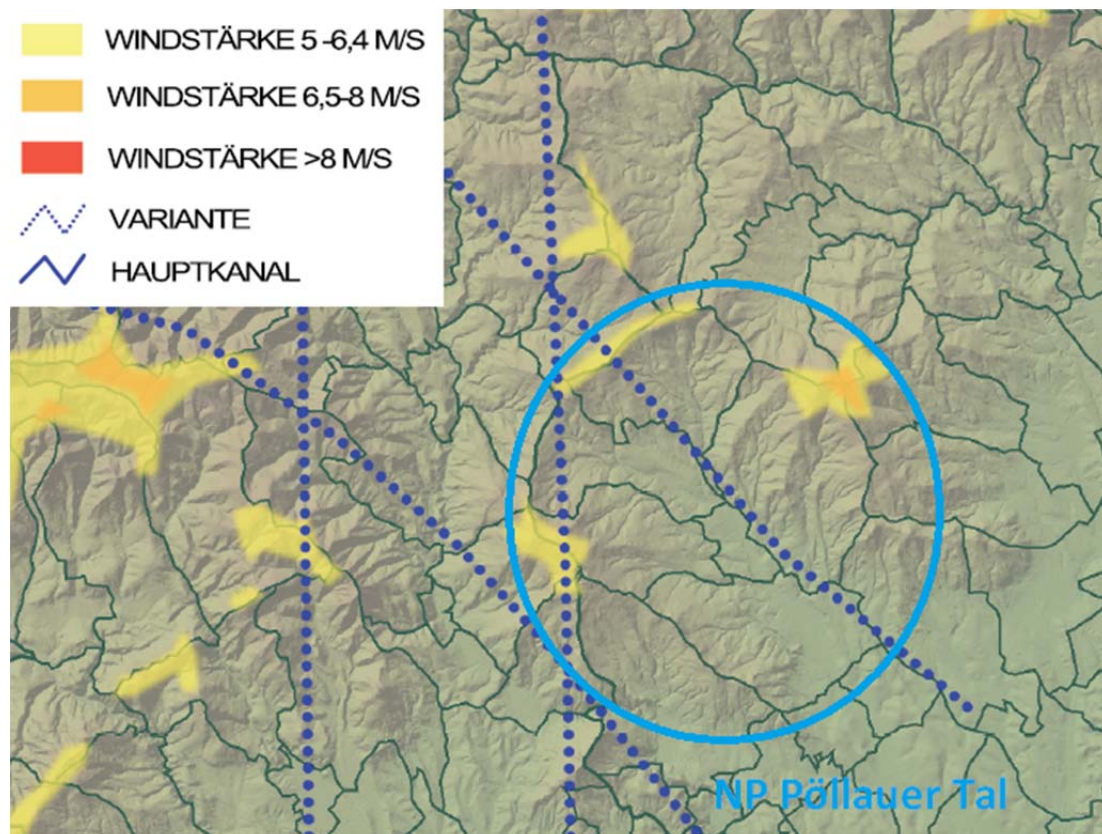 WINDSTÄRKE 5 -6,4 M/S
WINDSTÄRKE 6,5-8 M/S
WINDSTÄRKE >8 M/S
VARIANTE
HAUPTKANAL
NP Pöllauer Tal